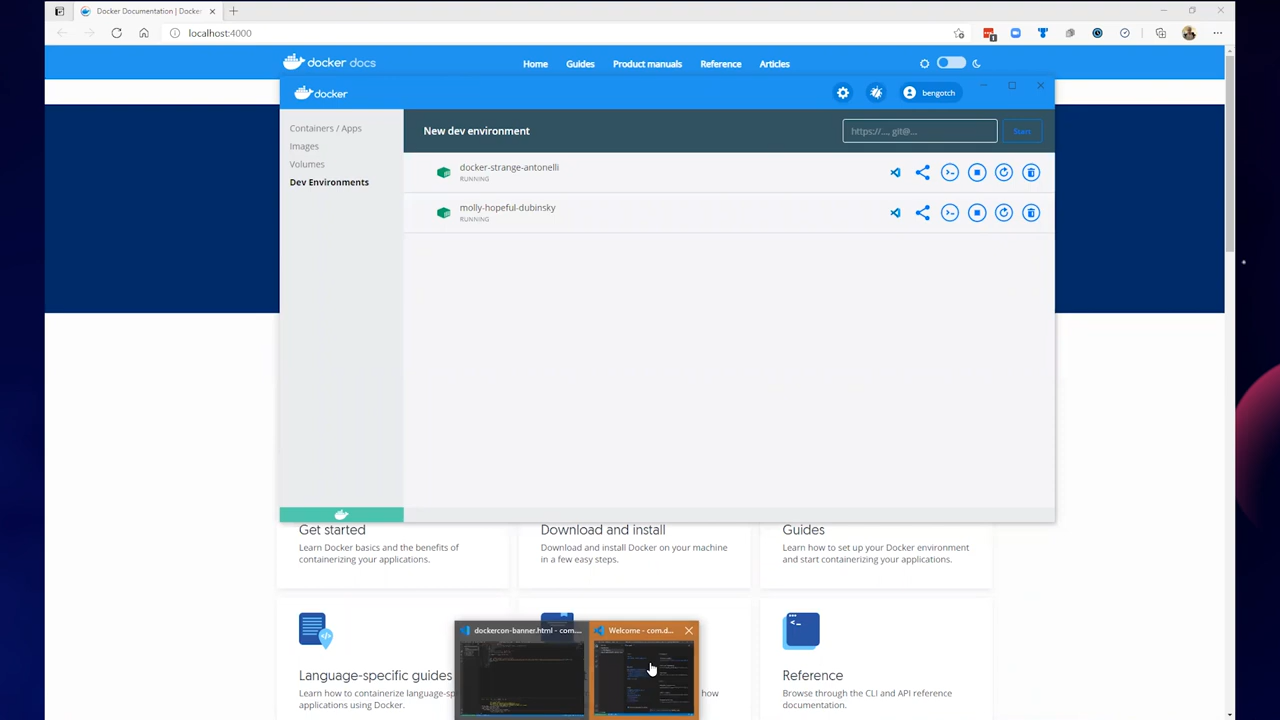 Docker Documentation | Docker
localhost:4000
docker docs
Home
Guides
Product manuals
Reference
Articles
docker
bengotch
Containers / Apps
Images
Volumes
Dev Environments
New dev environment
https://..., git@...
Start
docker-strange-antonelli
RUNNING
molly-hopeful-dubinsky
RUNNING
Get started
Learn Docker basics and the benefits of
containerizing your applications.
Download and install
Download and install Docker on your machine
in a few easy steps.
Guides
Learn how to set up your Docker environment
and start containerizing your applications.
dockercon-banner.html - com....
Welcome - com.d...
Language-specific guides
Learn how to containerize language-sp
applications using Docker.
how
Reference
Browse through the CLI and API reference
documentation.